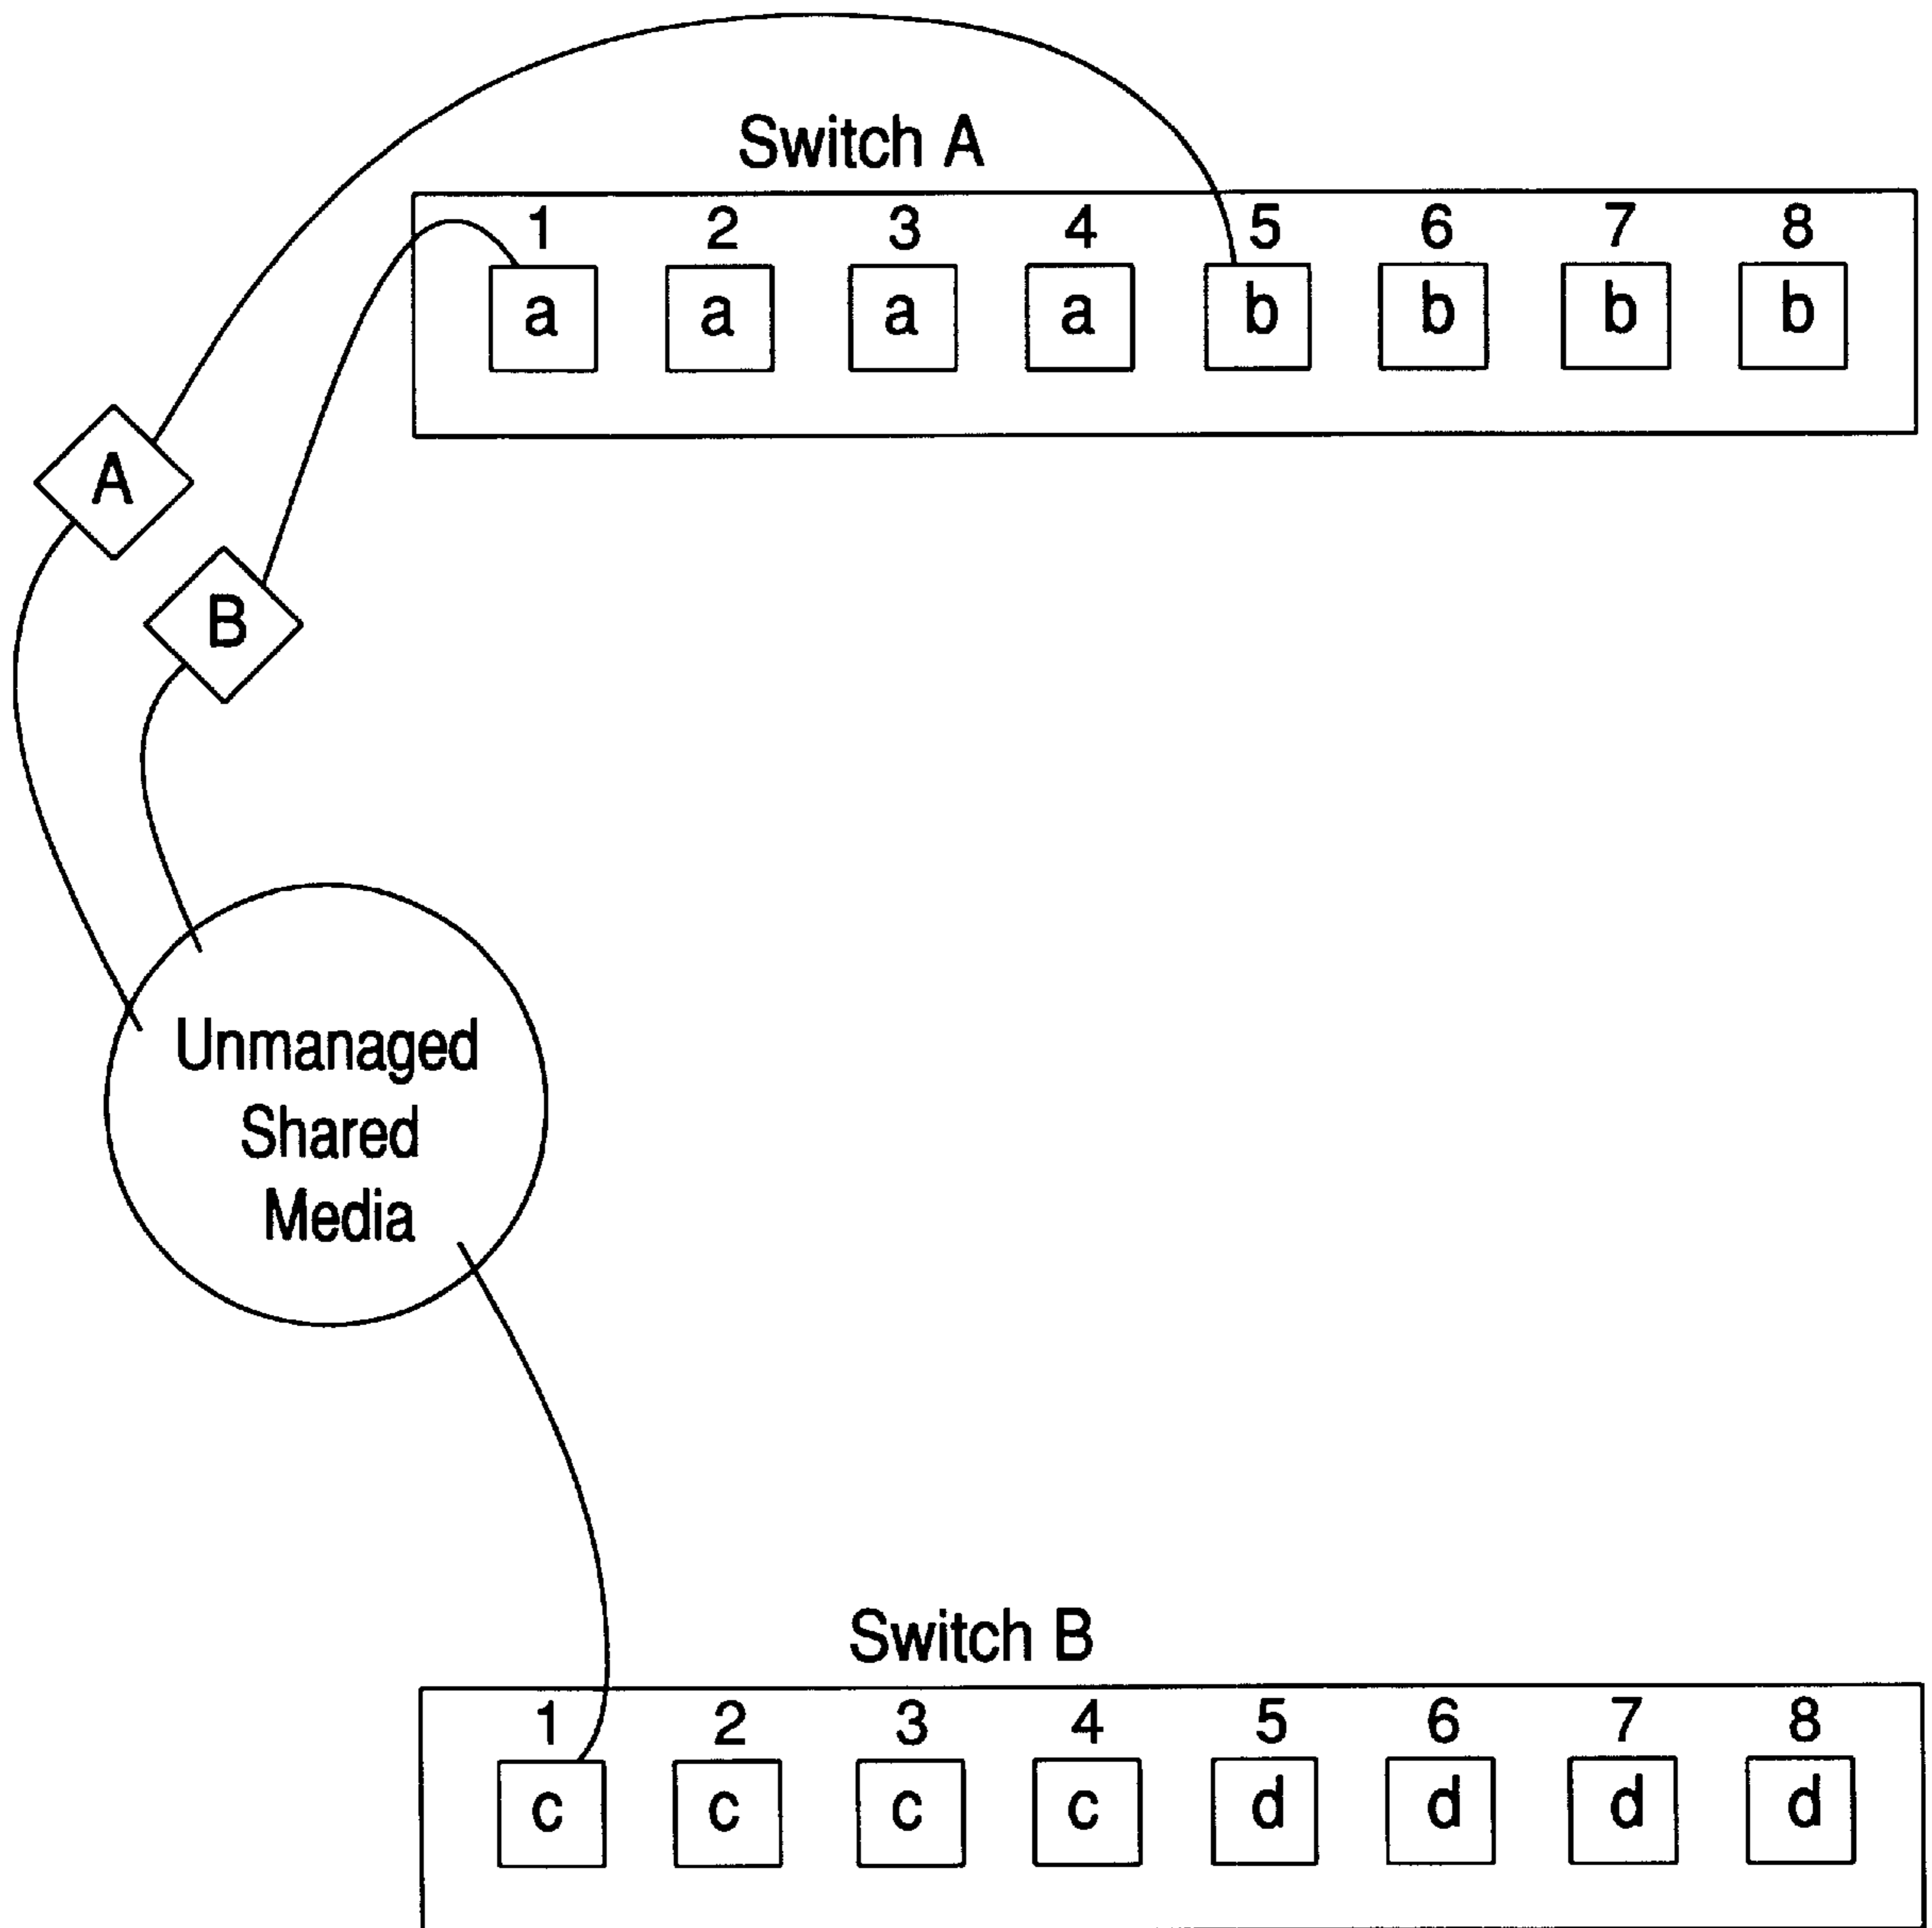 Switch A
1 2 3 4 5 6 7 8
a a a a b b b b
A
B
Unmanaged
Shared
Media
Switch B
1 2 3 4 5 6 7 8
c c c c d d d d